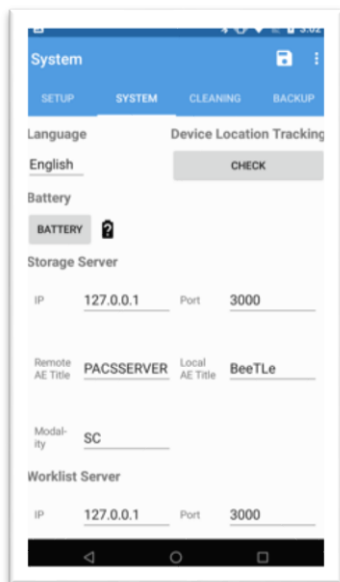 3:02
System
SETUP SYSTEM CLEANING BACKUP
Language Device Location Tracking
English CHECK
Battery
BATTERY
Storage Server
IP 127.0.0.1 Port 3000
Remote AE Title PACSSERVER Local AE Title BeeTLe
Modal-ity SC
Worklist Server
IP 127.0.0.1 Port 3000